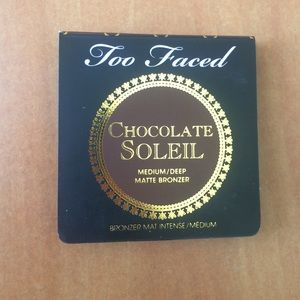 Too Faced
CHOCOLATE
SOLEIL
MEDIUM/DEEP
MATTE BRONZER
BRONZER MAT INTENSE/MÉDIUM